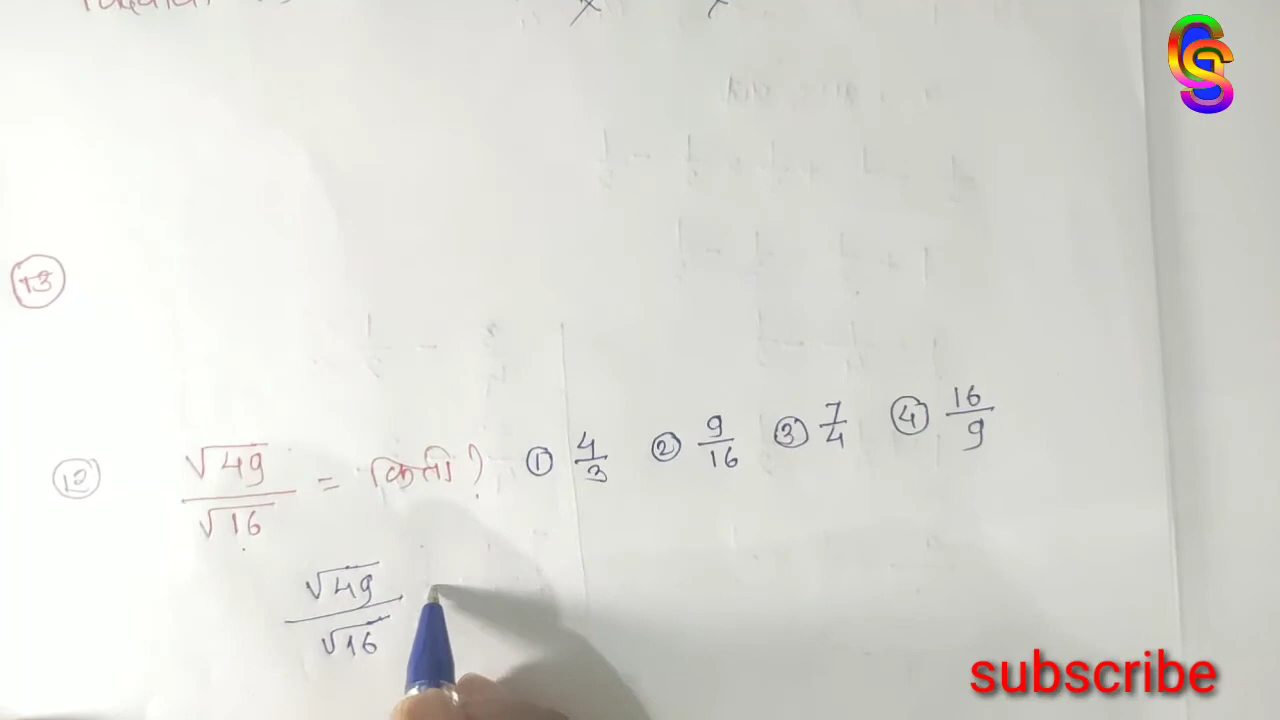 13
12 √49/√16 = किती? ① 4/3 ② 9/16 ③ 7/4 ④ 16/9
√49/√16
subscribe